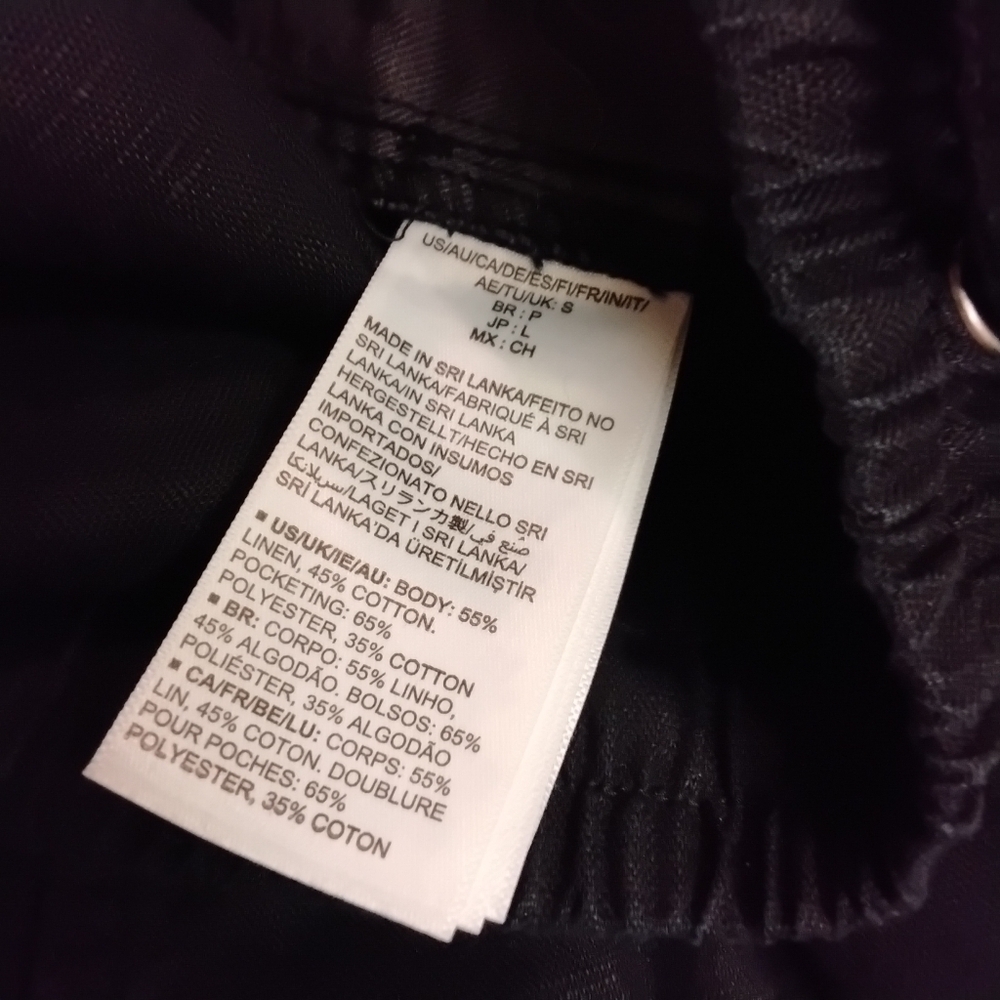 US/AU/CA/DE/ES/FI/FR/IN/IT/
AE/TU/UK: S
BR : P
JP : L
MX : CH
MADE IN SRI LANKA/FEITO NO
SRI LANKA/FABRIQUÉ À SRI
LANKA/IN SRI LANKA
HERGESTELLT/HECHO EN SRI
LANKA CON INSUMOS
IMPORTADOS/
CONFEZIONATO NELLO SRI
LANKA/スリランカ製/صُنع في
سريلانكا/LAGET I SRI LANKA/
SRİ LANKA'DA ÜRETİLMİŞTİR
▪ US/UK/IE/AU: BODY: 55%
LINEN, 45% COTTON.
POCKETING: 65%
POLYESTER, 35% COTTON
▪ BR: CORPO: 55% LINHO,
45% ALGODÃO. BOLSOS: 65%
POLIÉSTER, 35% ALGODÃO
▪ CA/FR/BE/LU: CORPS: 55%
LIN, 45% COTON. DOUBLURE
POUR POCHES: 65%
POLYESTER, 35% COTON